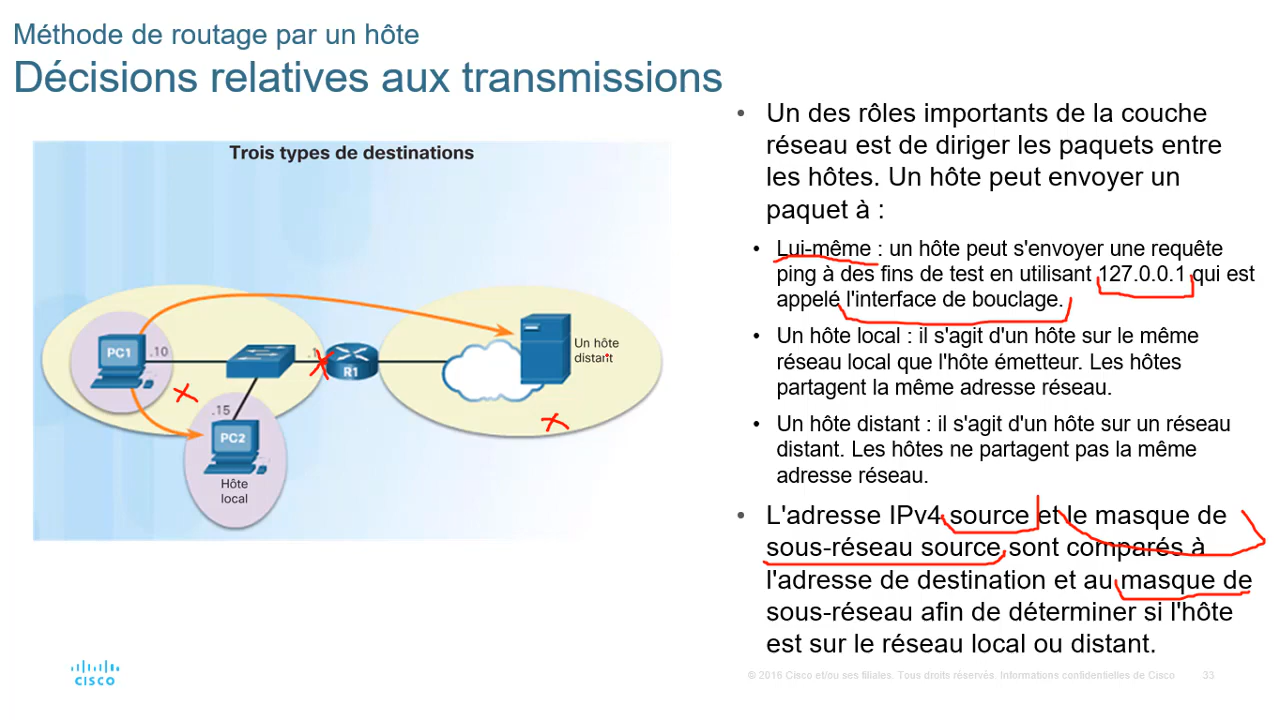 Méthode de routage par un hôte
Décisions relatives aux transmissions
Trois types de destinations
PC1
.10
.1
R1
Un hôte
distant
.15
PC2
Hôte
local
• Un des rôles importants de la couche
réseau est de diriger les paquets entre
les hôtes. Un hôte peut envoyer un
paquet à :
• Lui-même : un hôte peut s'envoyer une requête
ping à des fins de test en utilisant 127.0.0.1 qui est
appelé l'interface de bouclage.
• Un hôte local : il s'agit d'un hôte sur le même
réseau local que l'hôte émetteur. Les hôtes
partagent la même adresse réseau.
• Un hôte distant : il s'agit d'un hôte sur un réseau
distant. Les hôtes ne partagent pas la même
adresse réseau.
• L'adresse IPv4 source et le masque de
sous-réseau source sont comparés à
l'adresse de destination et au masque de
sous-réseau afin de déterminer si l'hôte
est sur le réseau local ou distant.
CISCO
© 2016 Cisco et/ou ses filiales. Tous droits réservés. Informations confidentielles de Cisco
33